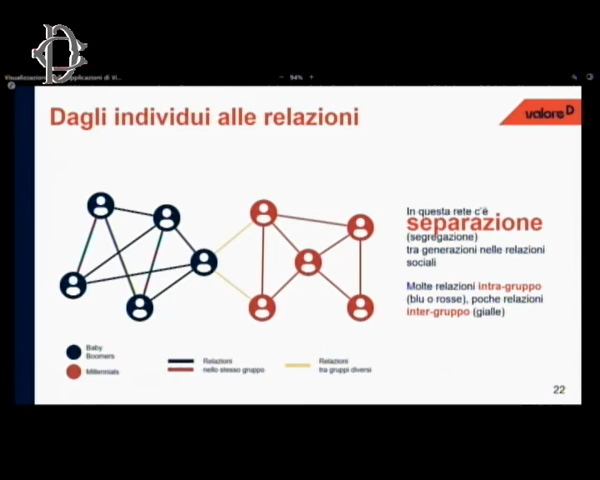 94%
Dagli individui alle relazioni
valore D
In questa rete c'è
separazione
(segregazione)
tra generazioni nelle relazioni
sociali
Molte relazioni intra-gruppo
(blu o rosse), poche relazioni
inter-gruppo (gialle)
Baby
Boomers
Millennials
Relazioni
nello stesso gruppo
Relazioni
tra gruppi diversi
22